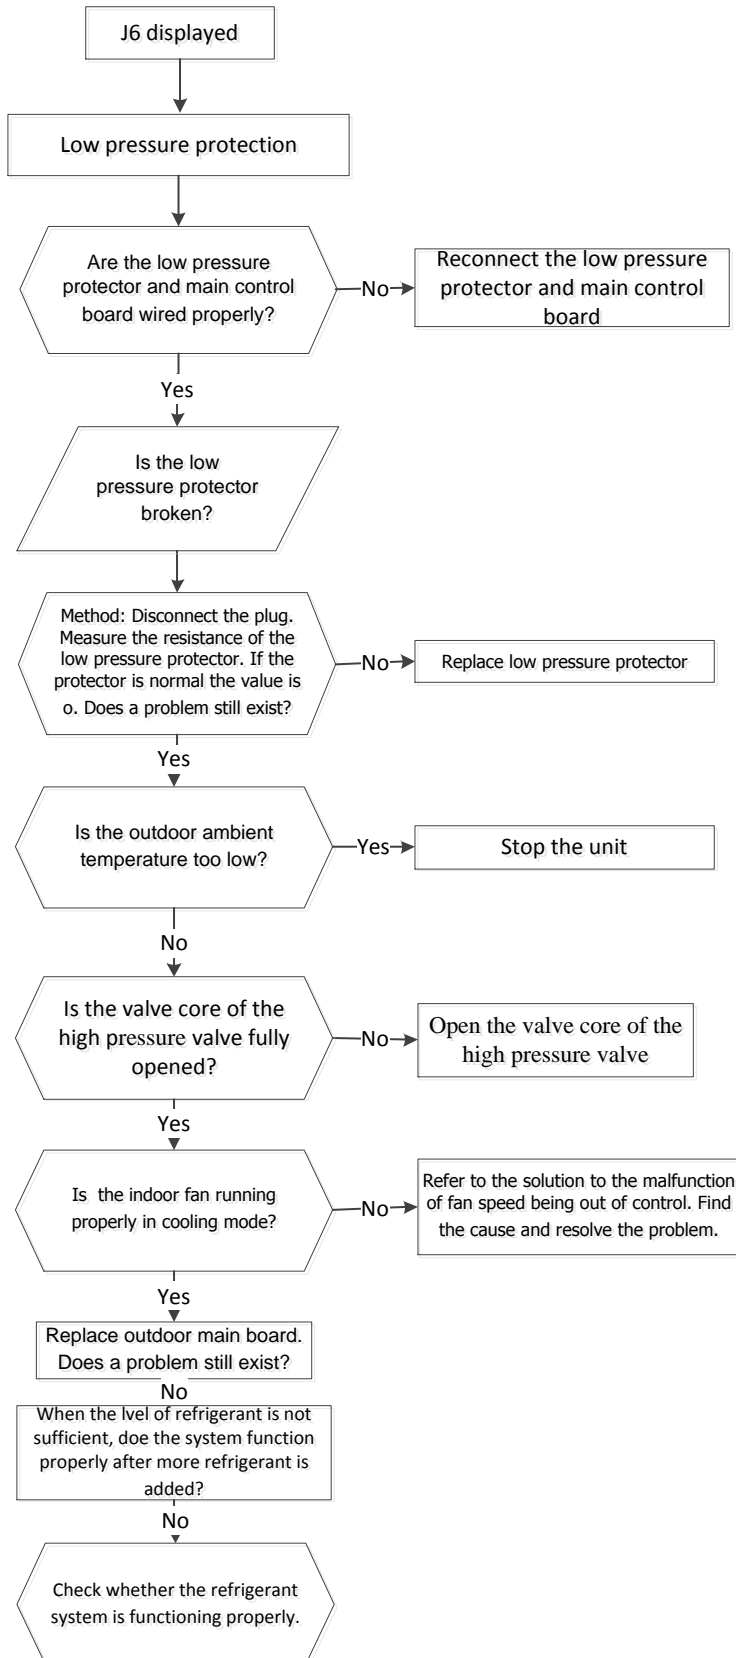 J6 displayed
Low pressure protection
Are the low pressure
protector and main control
board wired properly?
No
Reconnect the low pressure
protector and main control
board
Yes
Is the low
pressure protector
broken?
Method: Disconnect the plug.
Measure the resistance of the
low pressure protector. If the
protector is normal the value is
o. Does a problem still exist?
No
Replace low pressure protector
Yes
Is the outdoor ambient
temperature too low?
Yes
Stop the unit
No
Is the valve core of the
high pressure valve fully
opened?
No
Open the valve core of the
high pressure valve
Yes
Is the indoor fan running
properly in cooling mode?
No
Refer to the solution to the malfunction
of fan speed being out of control. Find
the cause and resolve the problem.
Yes
Replace outdoor main board.
Does a problem still exist?
No
When the lvel of refrigerant is not
sufficient, doe the system function
properly after more refrigerant is
added?
No
Check whether the refrigerant
system is functioning properly.